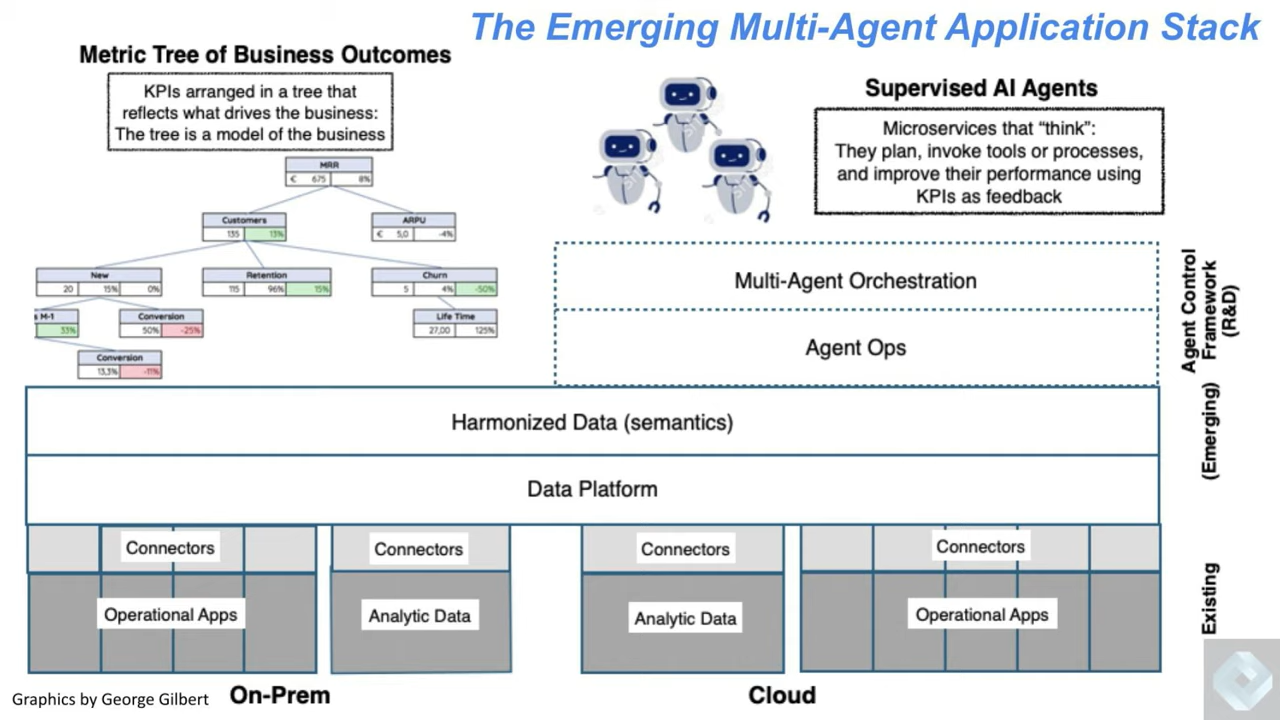 The Emerging Multi-Agent Application Stack
Metric Tree of Business Outcomes
KPIs arranged in a tree that
reflects what drives the business:
The tree is a model of the business
MRR
€ 675 8%
Customers
135 13%
ARPU
€ 5,0 -4%
New
20 15% 0%
Retention
115 96% 15%
Churn
5 4% -50%
s M-1
33%
Conversion
50% -25%
Life Time
27,00 125%
Conversion
13,3% -11%
Supervised AI Agents
Microservices that “think”:
They plan, invoke tools or processes,
and improve their performance using
KPIs as feedback
Multi-Agent Orchestration
Agent Ops
Agent Control
Framework
(R&D)
Harmonized Data (semantics)
Data Platform
(Emerging)
Connectors
Connectors
Connectors
Connectors
Operational Apps
Analytic Data
Analytic Data
Operational Apps
Existing
Graphics by George Gilbert
On-Prem
Cloud